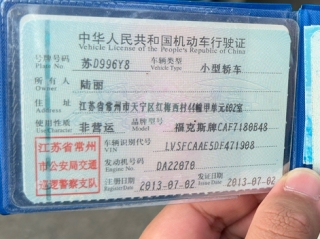 中华人民共和国机动车行驶证
Vehicle License of the People's Republic of China
号牌号码 苏D996Y8 车辆类型 小型轿车
Plate No. Vehicle Type
所有人 陆丽
Owner
住址 江苏省常州市天宁区红梅西村44幢甲单元402室
Address
使用性质 非营运 品牌型号 福克斯牌CAF7180B48
Use Character Model
江苏省常州市公安局交通巡逻警察支队
车辆识别代号 LVSFCAAE5DF471908
VIN
发动机号码 DA22070
Engine No.
注册日期 2013-07-02 发证日期 2013-07-02
Register Date Issue Date